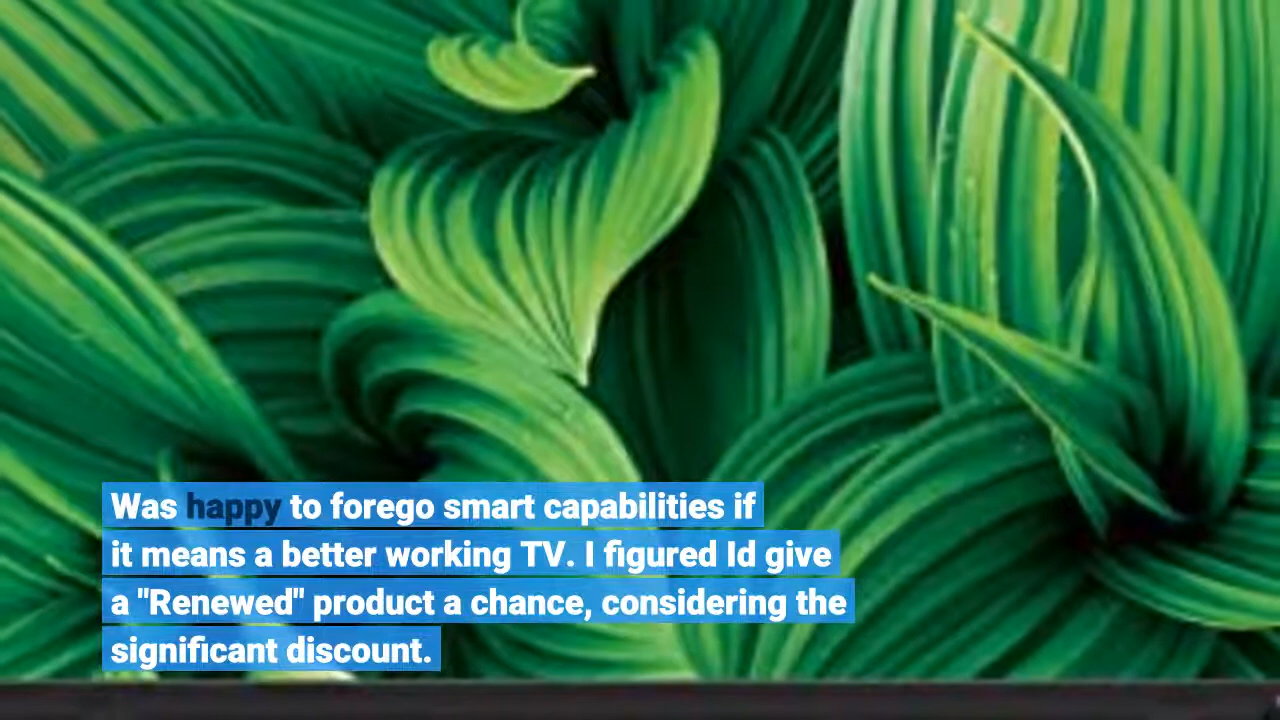 Was happy to forego smart capabilities if
it means a better working TV. I figured Id give
a "Renewed" product a chance, considering the
significant discount.